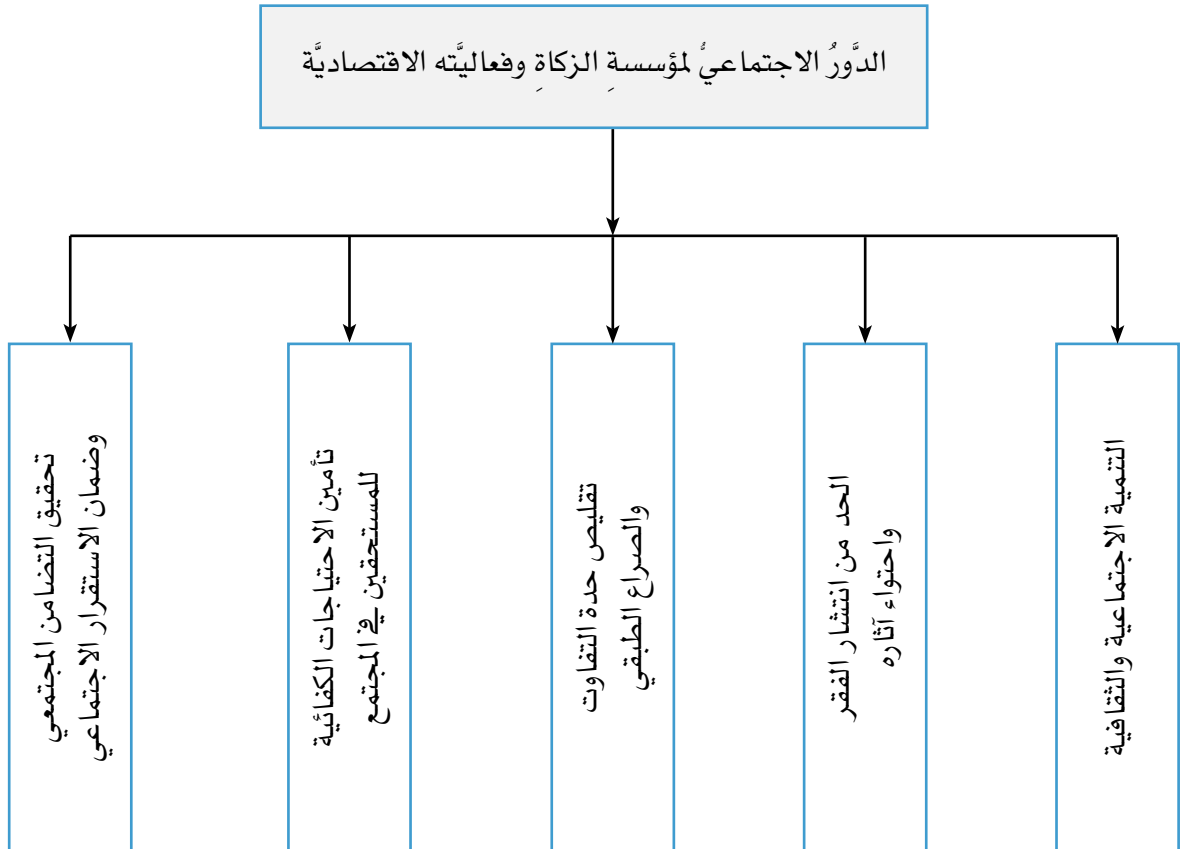 الدَّورُ الاجتماعيُّ لمؤسسةِ الزكاةِ وفعاليَّته الاقتصاديَّة
التنمية الاجتماعية والثقافية
الحد من انتشار الفقر
واحتواء آثاره
تقليص حدة التفاوت
والصراع الطبقي
تأمين الاحتياجات الكفائية
للمستحقين في المجتمع
تحقيق التضامن المجتمعي
وضمان الاستقرار الاجتماعي